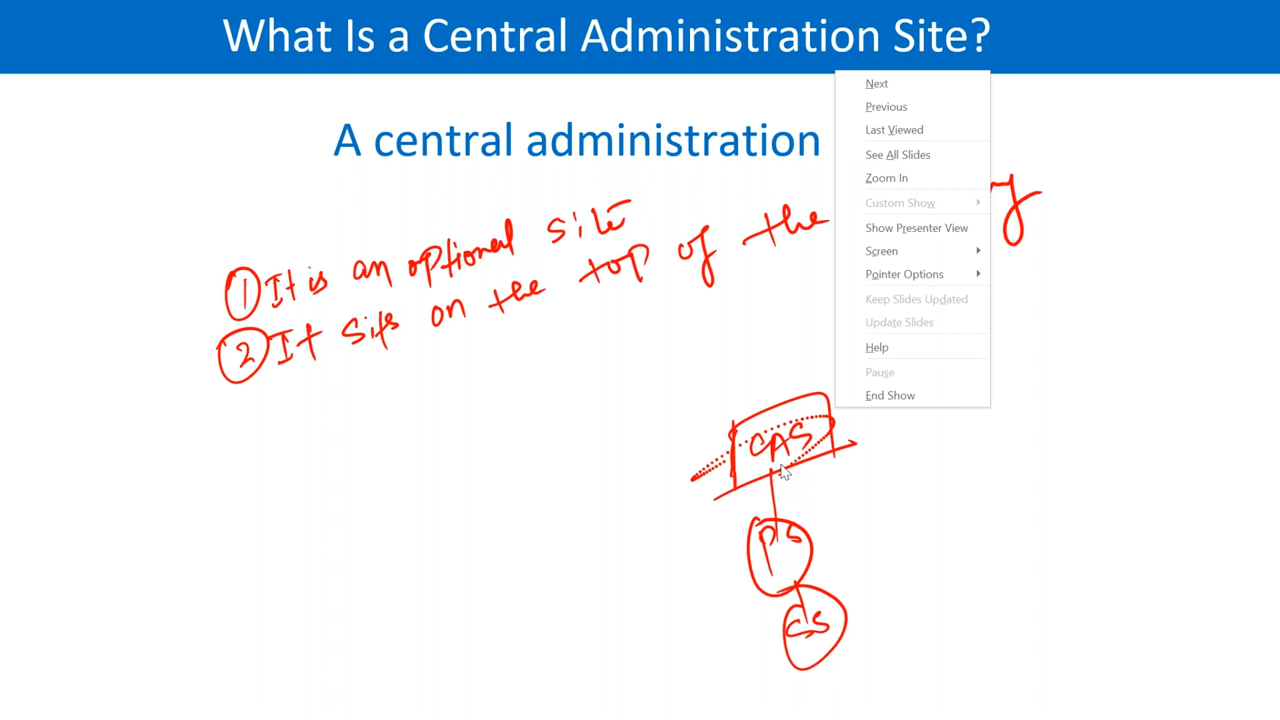 What Is a Central Administration Site?
A central administration
① It is an optional site
② It sits on the top of the y
Next
Previous
Last Viewed
See All Slides
Zoom In
Custom Show
Show Presenter View
Screen
Pointer Options
Keep Slides Updated
Update Slides
Help
Pause
End Show
CAS
PS